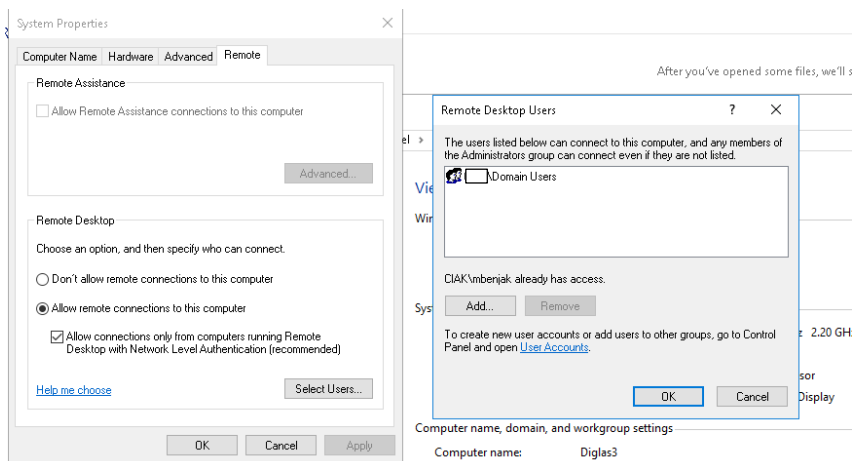 System Properties
Computer Name Hardware Advanced Remote
Remote Assistance
Allow Remote Assistance connections to this computer
Advanced...
Remote Desktop
Choose an option, and then specify who can connect.
Don't allow remote connections to this computer
Allow remote connections to this computer
Allow connections only from computers running Remote
Desktop with Network Level Authentication (recommended)
Help me choose
Select Users...
OK Cancel Apply
After you've opened some files, we'll s
el >
Vie
Wir
Sys
Remote Desktop Users
The users listed below can connect to this computer, and any members of
the Administrators group can connect even if they are not listed.
\Domain Users
CIAK\mbenjak already has access.
Add... Remove
To create new user accounts or add users to other groups, go to Control
Panel and open User Accounts.
OK Cancel
z 2.20 GH
sor
Display
Computer name, domain, and workgroup settings
Computer name: Diglas3